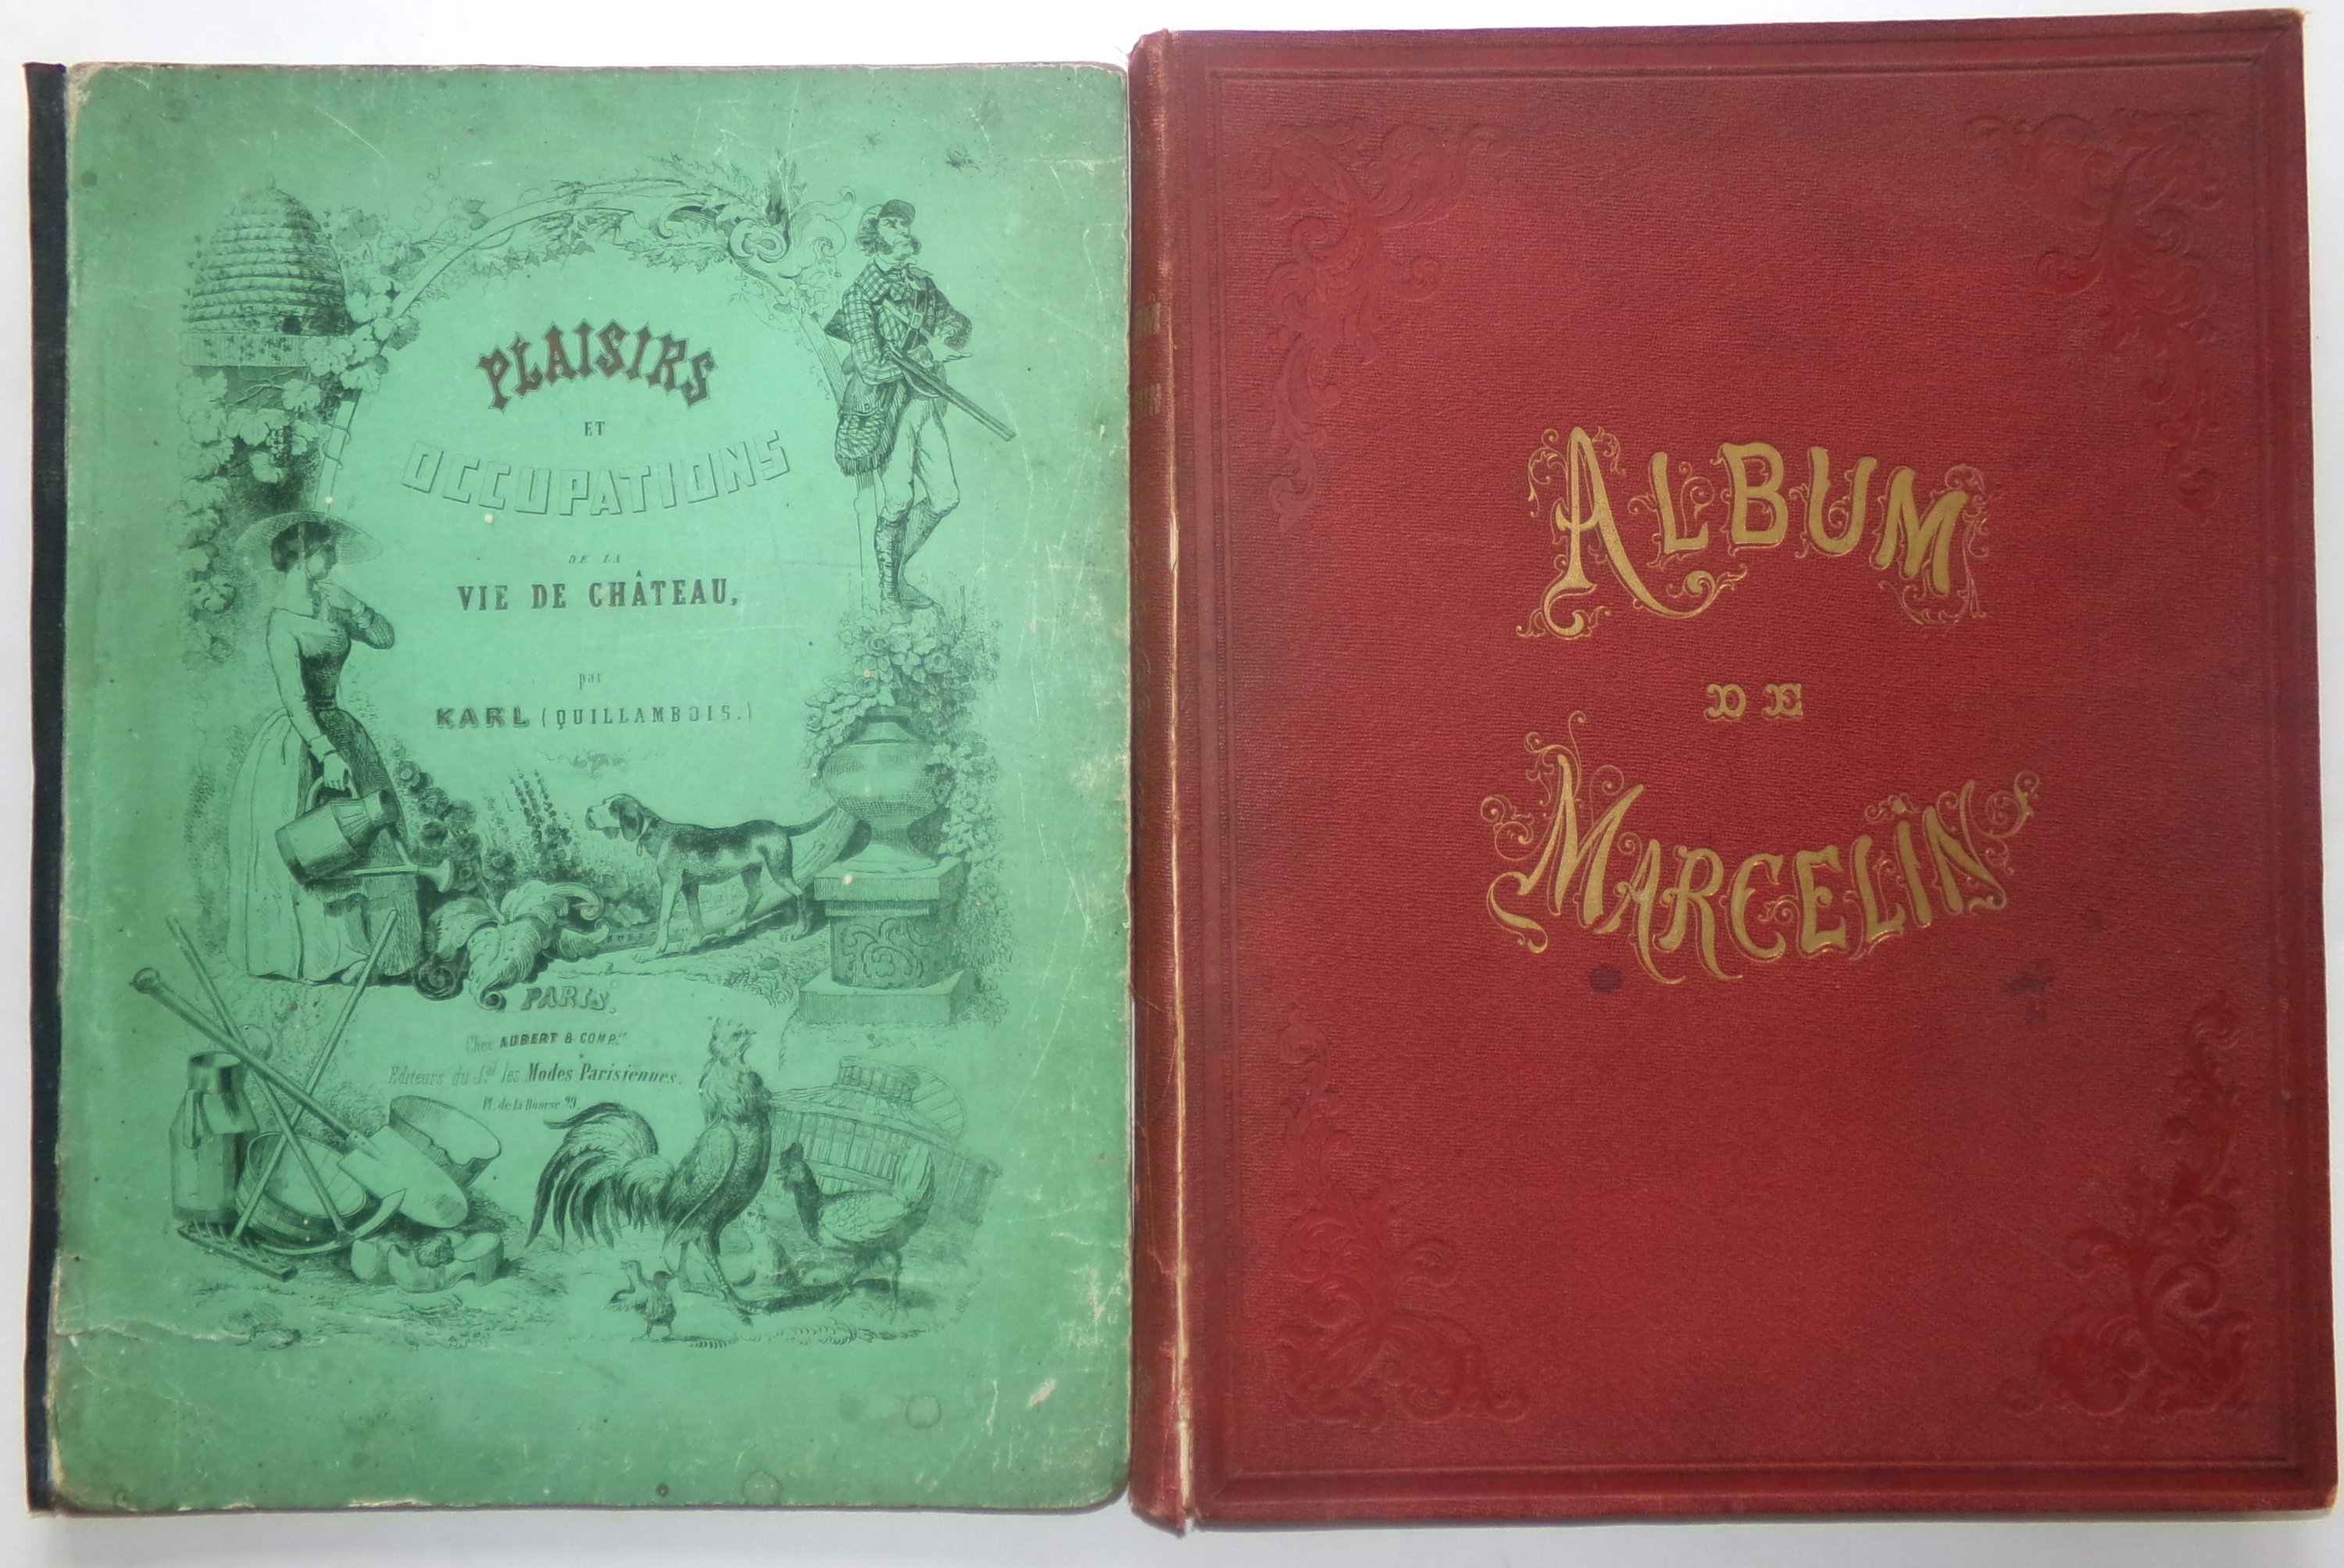 PLAISIRS
ET
OCCUPATIONS
DE LA
VIE DE CHÂTEAU,
par
KARL (QUILLAMBOIS.)
PARIS.
Chez AUBERT & COMP.ie
Editeurs du J.al les Modes Parisiennes,
Pl. de la Bourse 29
ALBUM
DE
MARCELIN